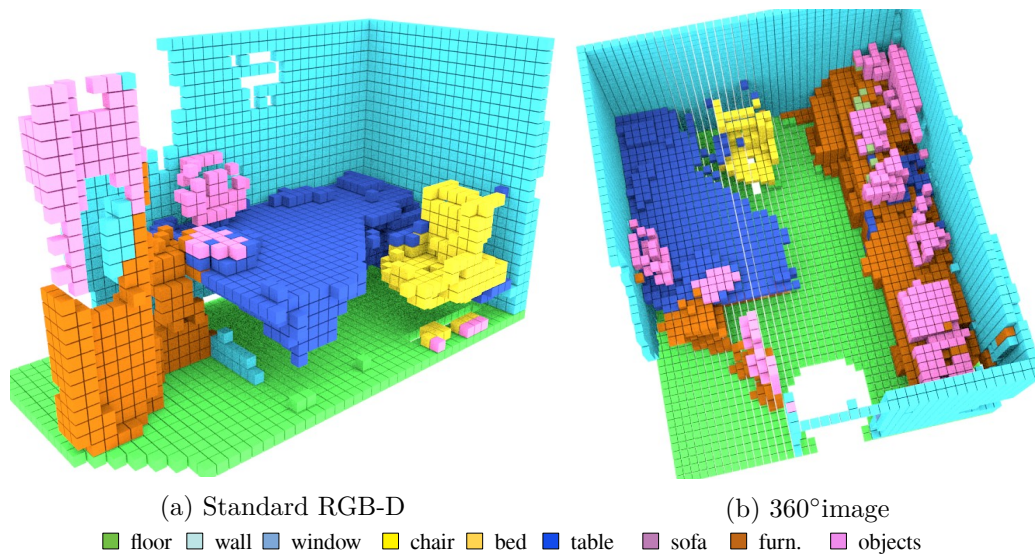 (a) Standard RGB-D
(b) 360°image
floor wall window chair bed table sofa furn. objects